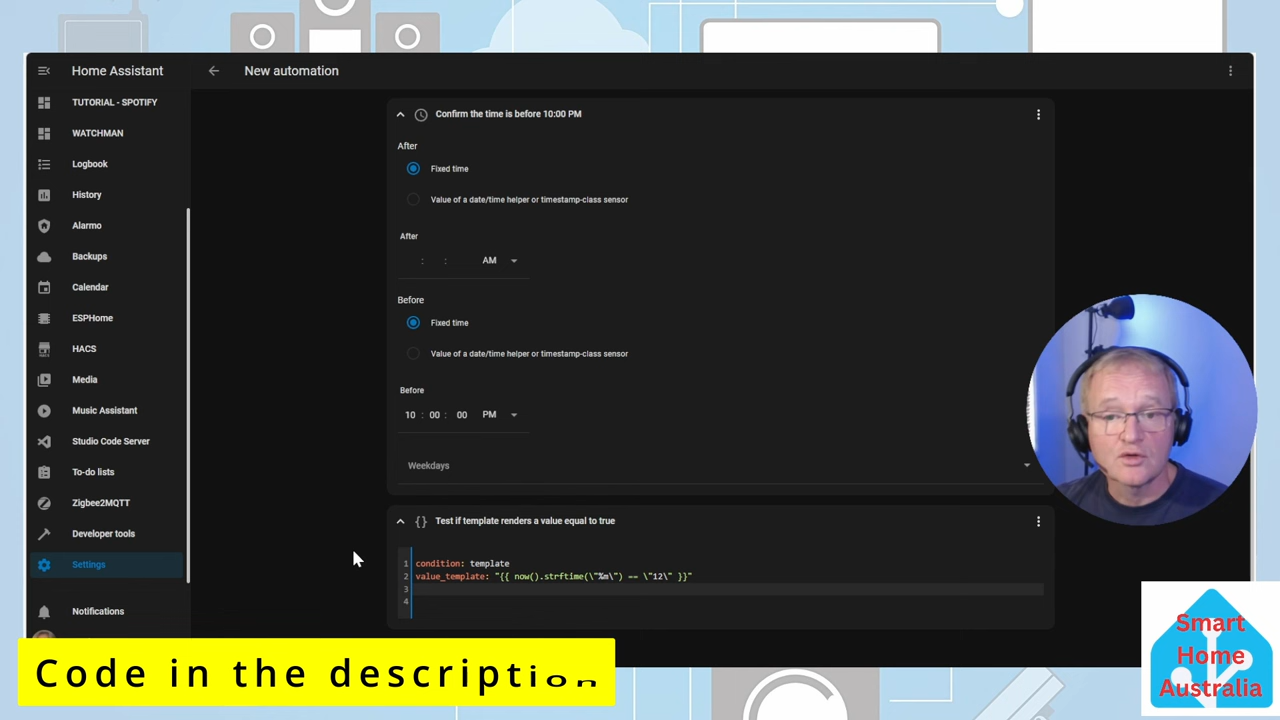 Home Assistant
New automation
TUTORIAL - SPOTIFY
WATCHMAN
Logbook
History
Alarmo
Backups
Calendar
ESPHome
HACS
Media
Music Assistant
Studio Code Server
To-do lists
Zigbee2MQTT
Developer tools
Settings
Notifications
Confirm the time is before 10:00 PM
After
Fixed time
Value of a date/time helper or timestamp-class sensor
After
: : AM
Before
Fixed time
Value of a date/time helper or timestamp-class sensor
Before
10 : 00 : 00 PM
Weekdays
Test if template renders a value equal to true
1 condition: template
2 value_template: "{{ now().strftime(\"%m\") == \"12\" }}"
3
4
Code in the description
Smart
Home
Australia